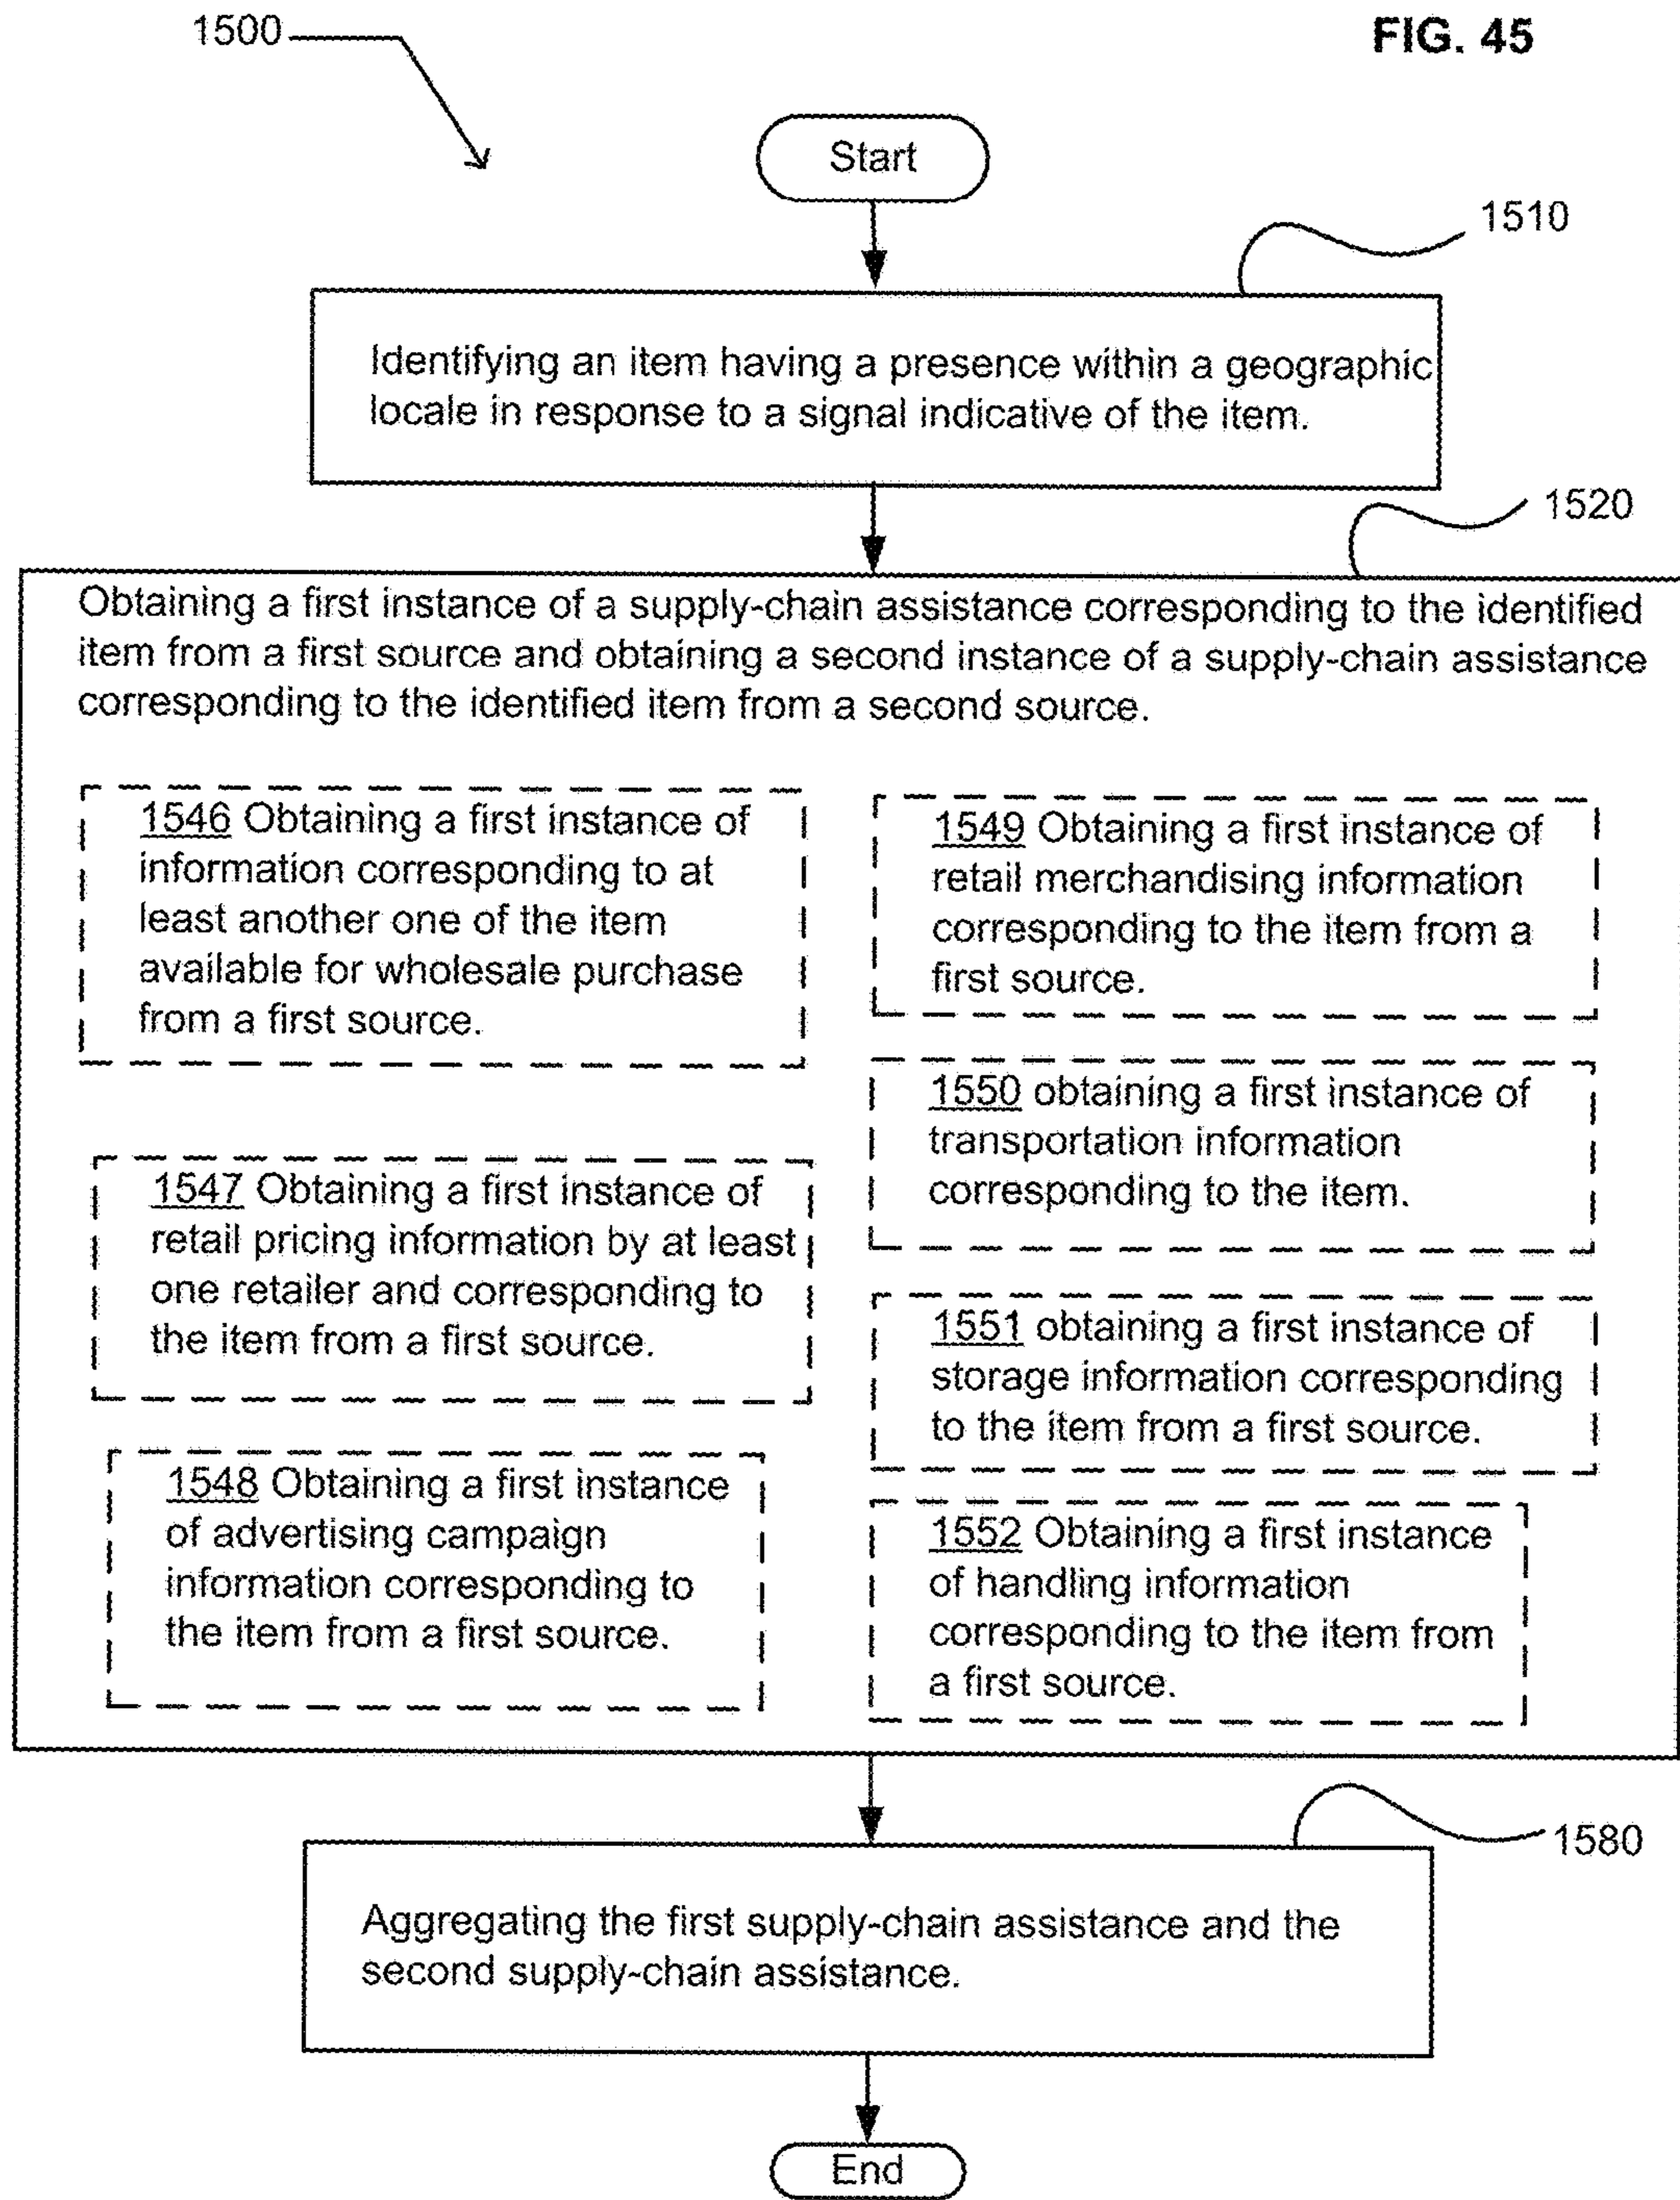 1500
FIG. 45
Start
1510
Identifying an item having a presence within a geographic
locale in response to a signal indicative of the item.
1520
Obtaining a first instance of a supply-chain assistance corresponding to the identified
item from a first source and obtaining a second instance of a supply-chain assistance
corresponding to the identified item from a second source.
1546 Obtaining a first instance of
information corresponding to at
least another one of the item
available for wholesale purchase
from a first source.
1547 Obtaining a first instance of
retail pricing information by at least
one retailer and corresponding to
the item from a first source.
1548 Obtaining a first instance
of advertising campaign
information corresponding to
the item from a first source.
1549 Obtaining a first instance of
retail merchandising information
corresponding to the item from a
first source.
1550 obtaining a first instance of
transportation information
corresponding to the item.
1551 obtaining a first instance of
storage information corresponding
to the item from a first source.
1552 Obtaining a first instance
of handling information
corresponding to the item from
a first source.
1580
Aggregating the first supply-chain assistance and the
second supply-chain assistance.
End